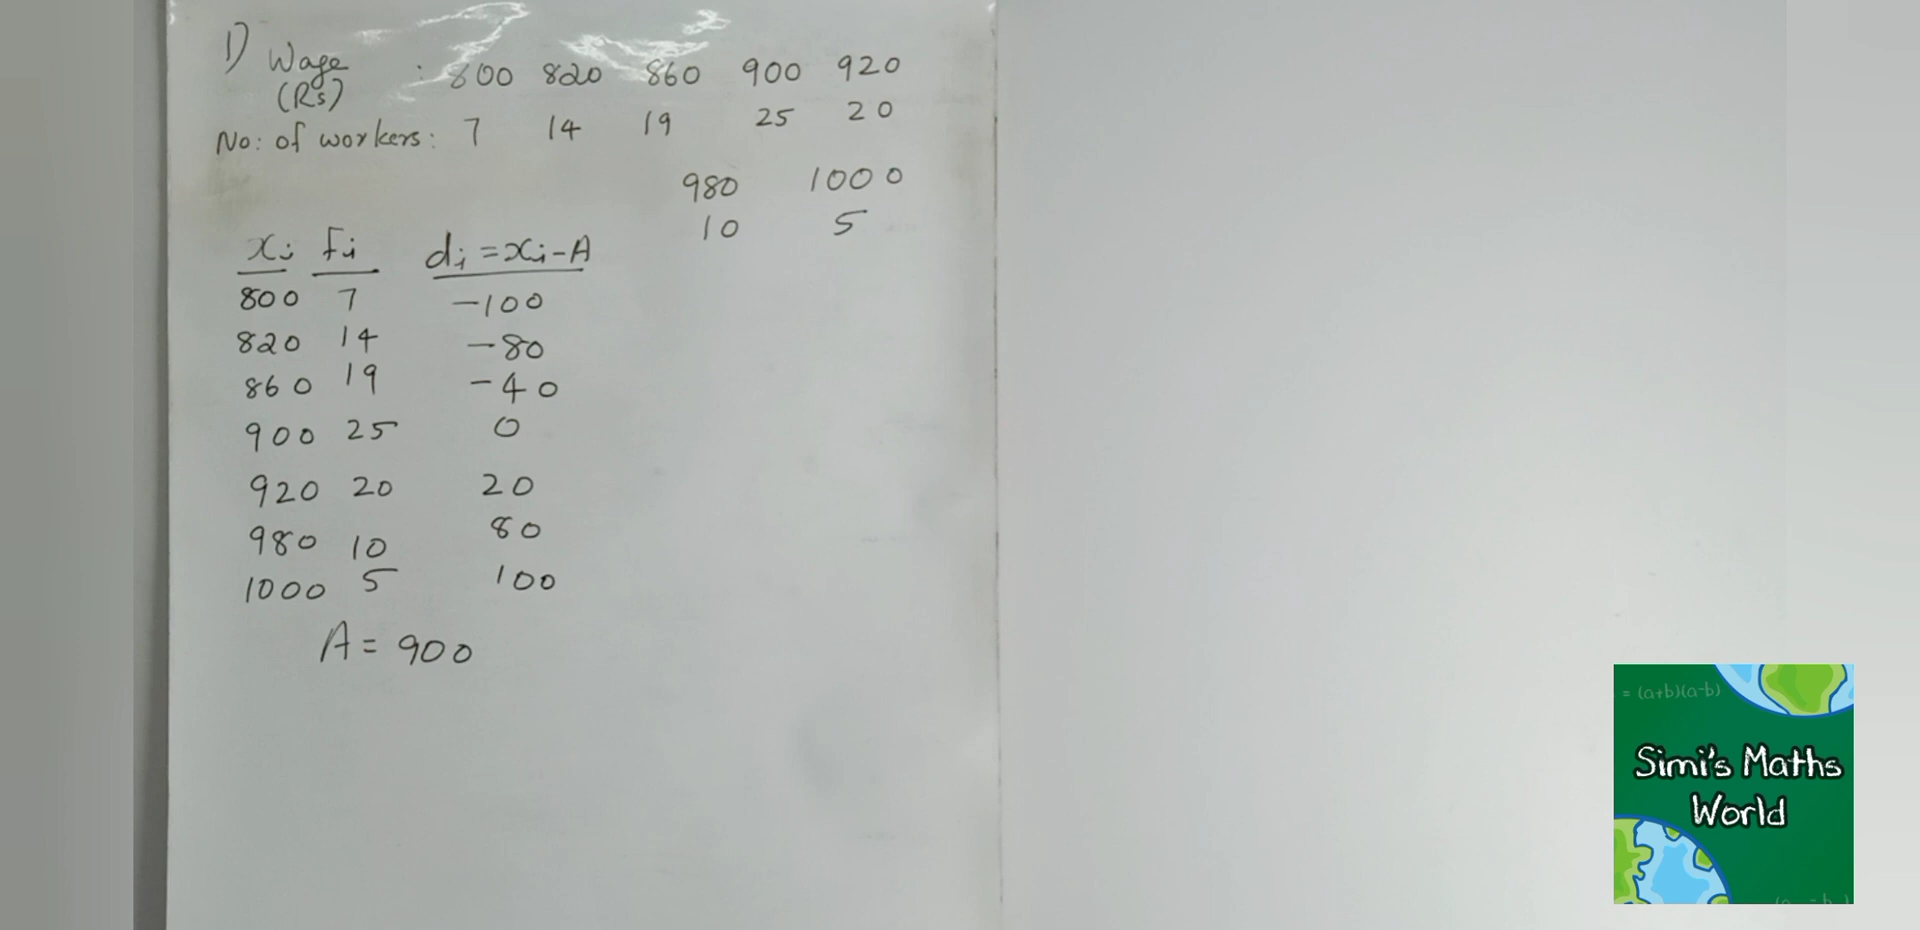 1) Wage : 800 820 860 900 920
(Rs)
No: of workers: 7 14 19 25 20
980 1000
10 5
xi fi di = xi - A
800 7 -100
820 14 -80
860 19 -40
900 25 0
920 20 20
980 10 80
1000 5 100
A = 900
= (a+b)(a-b)
Simi's Maths
World